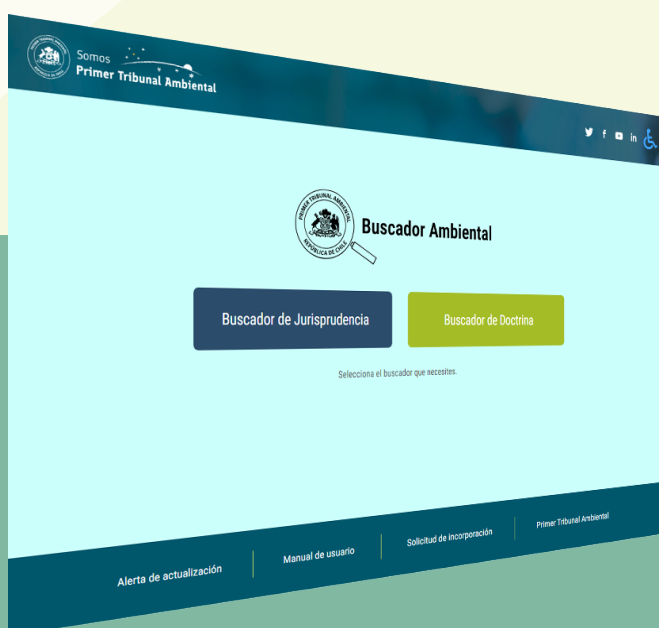 Somos
Primer Tribunal Ambiental
PRIMER TRIBUNAL AMBIENTAL
REPÚBLICA DE CHILE
Buscador Ambiental
Buscador de Jurisprudencia
Buscador de Doctrina
Selecciona el buscador que necesites.
Alerta de actualización
Manual de usuario
Solicitud de incorporación
Primer Tribunal Ambiental